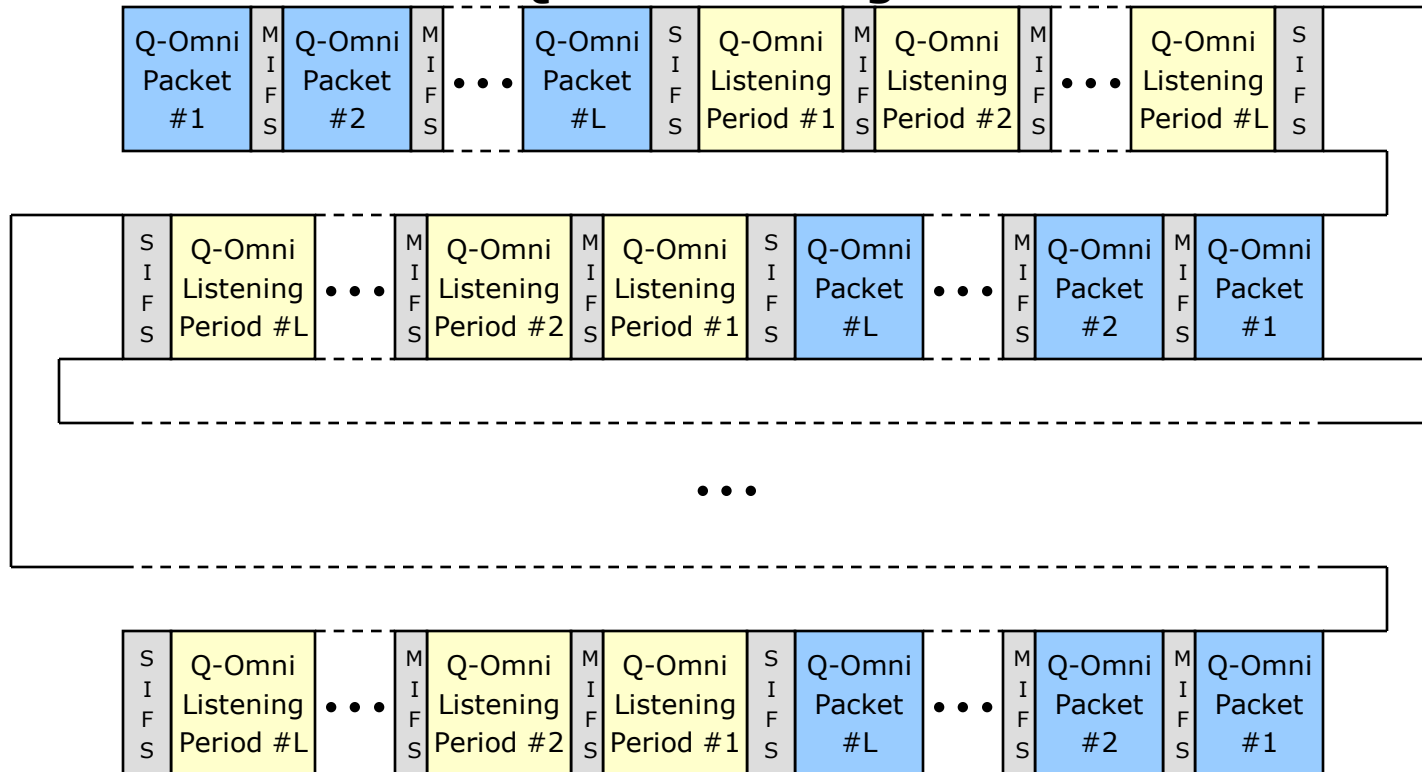 Q-Omni
Packet
#1
M
I
F
S
Q-Omni
Packet
#2
M
I
F
S
Q-Omni
Packet
#L
S
I
F
S
Q-Omni
Listening
Period #1
M
I
F
S
Q-Omni
Listening
Period #2
M
I
F
S
Q-Omni
Listening
Period #L
S
I
F
S
S
I
F
S
Q-Omni
Listening
Period #L
M
I
F
S
Q-Omni
Listening
Period #2
M
I
F
S
Q-Omni
Listening
Period #1
S
I
F
S
Q-Omni
Packet
#L
M
I
F
S
Q-Omni
Packet
#2
M
I
F
S
Q-Omni
Packet
#1
S
I
F
S
Q-Omni
Listening
Period #L
M
I
F
S
Q-Omni
Listening
Period #2
M
I
F
S
Q-Omni
Listening
Period #1
S
I
F
S
Q-Omni
Packet
#L
M
I
F
S
Q-Omni
Packet
#2
M
I
F
S
Q-Omni
Packet
#1